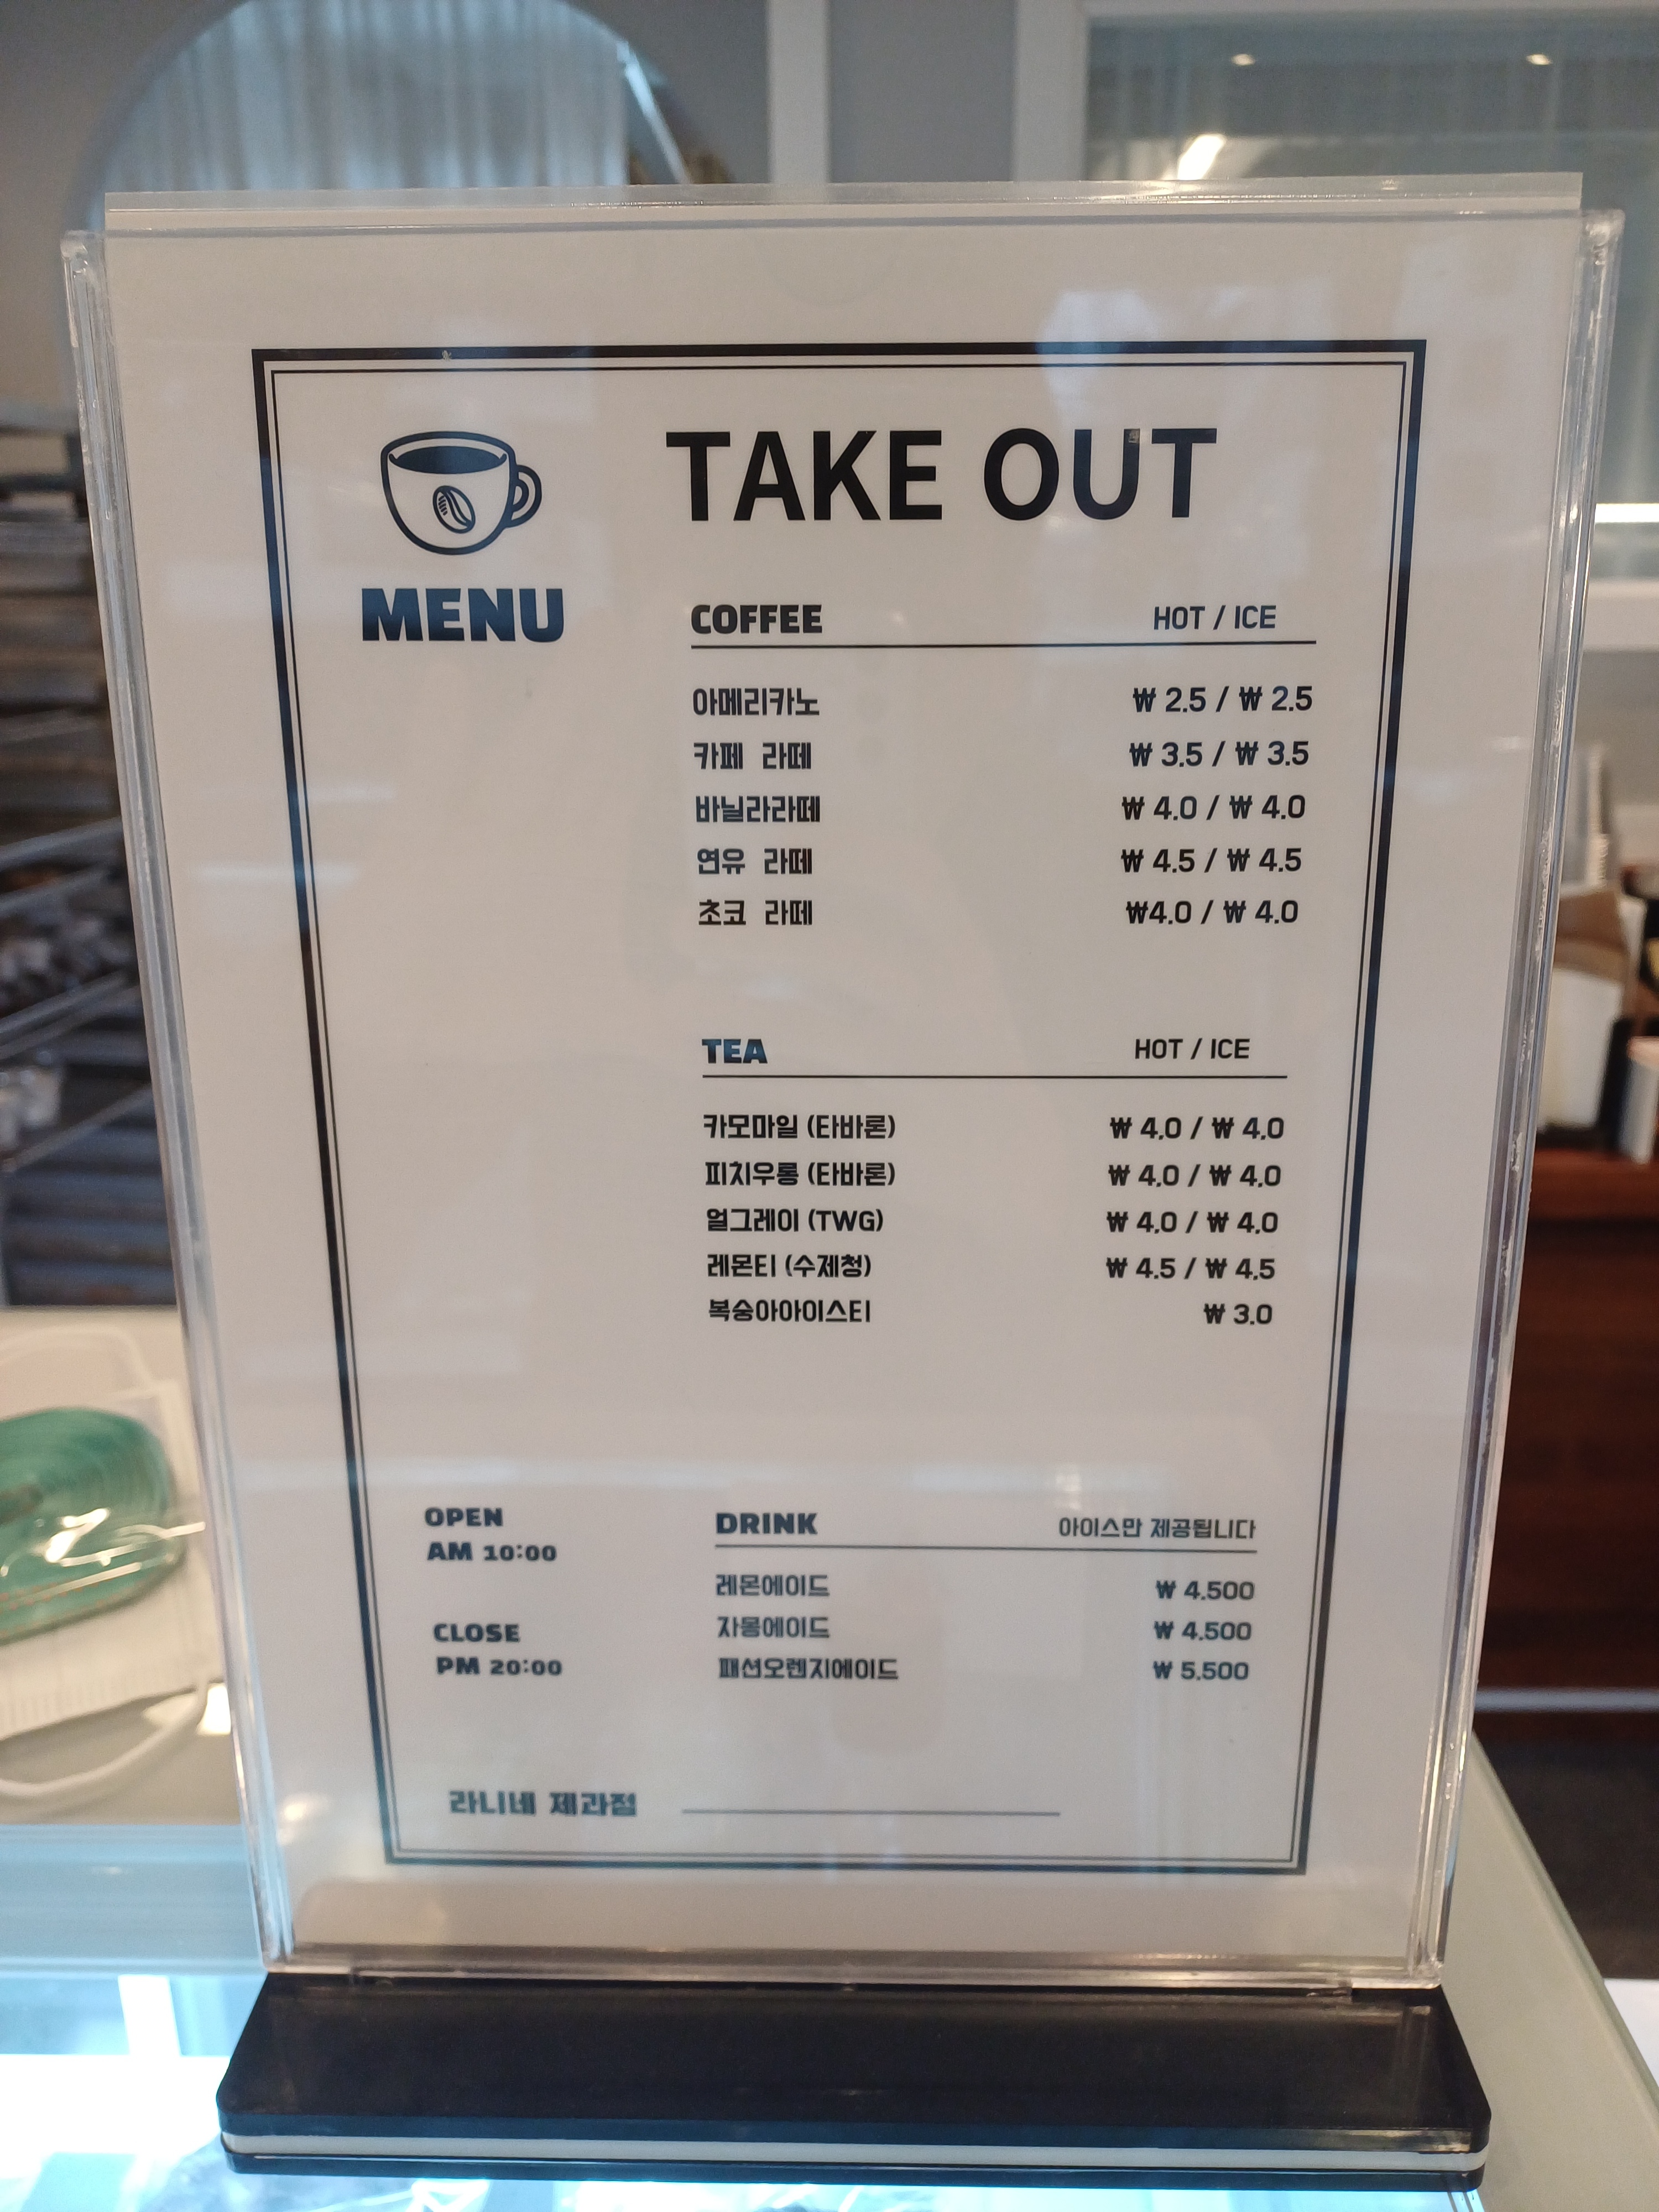 TAKE OUT
MENU
COFFEE HOT / ICE
아메리카노 ₩ 2.5 / ₩ 2.5
카페 라떼 ₩ 3.5 / ₩ 3.5
바닐라라떼 ₩ 4.0 / ₩ 4.0
연유 라떼 ₩ 4.5 / ₩ 4.5
초코 라떼 ₩4.0 / ₩ 4.0
TEA HOT / ICE
카모마일 (타바론) ₩ 4.0 / ₩ 4.0
피치우롱 (타바론) ₩ 4.0 / ₩ 4.0
얼그레이 (TWG) ₩ 4.0 / ₩ 4.0
레몬티 (수제청) ₩ 4.5 / ₩ 4.5
복숭아아이스티 ₩ 3.0
OPEN
AM 10:00
CLOSE
PM 20:00
DRINK 아이스만 제공됩니다
레몬에이드 ₩ 4.500
자몽에이드 ₩ 4.500
패션오렌지에이드 ₩ 5.500
라니네 제과점